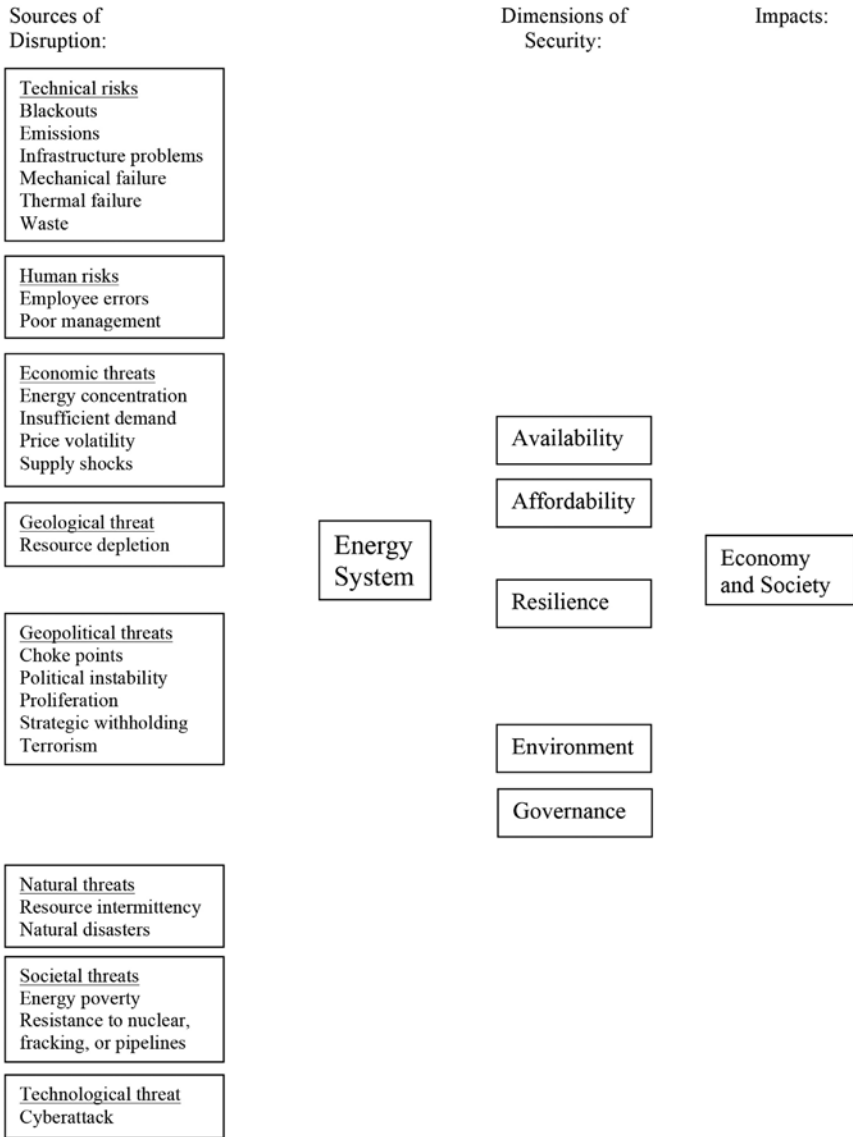 Sources of
Disruption:
Dimensions of
Security:
Impacts:
Technical risks
Blackouts
Emissions
Infrastructure problems
Mechanical failure
Thermal failure
Waste
Human risks
Employee errors
Poor management
Economic threats
Energy concentration
Insufficient demand
Price volatility
Supply shocks
Geological threat
Resource depletion
Geopolitical threats
Choke points
Political instability
Proliferation
Strategic withholding
Terrorism
Natural threats
Resource intermittency
Natural disasters
Societal threats
Energy poverty
Resistance to nuclear,
fracking, or pipelines
Technological threat
Cyberattack
Energy
System
Availability
Affordability
Resilience
Environment
Governance
Economy
and Society